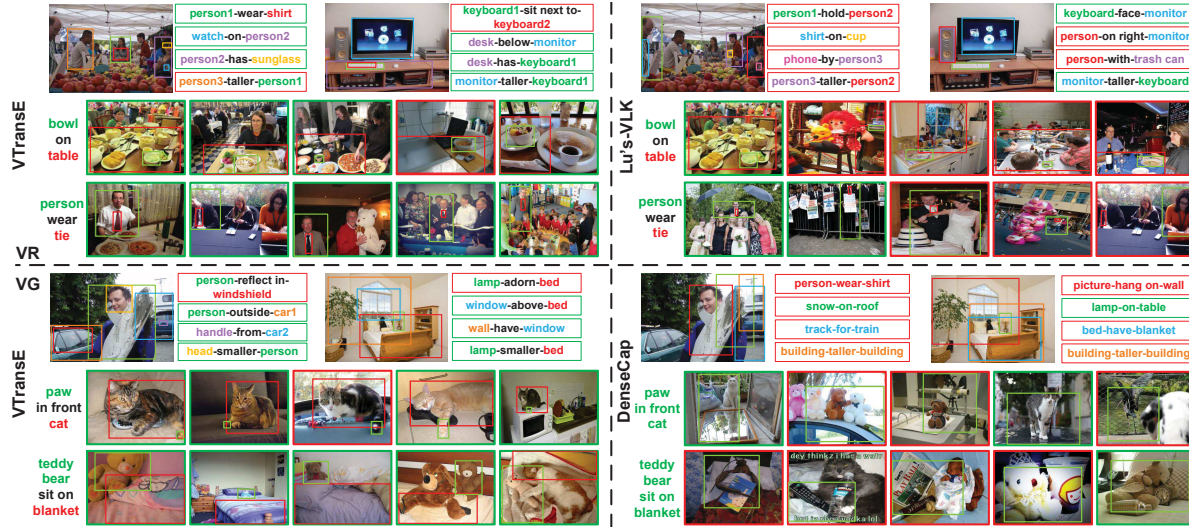 VTransE
person1-wear-shirt
watch-on-person2
person2-has-sunglass
person3-taller-person1
keyboard1-sit next to-
keyboard2
desk-below-monitor
desk-has-keyboard1
monitor-taller-keyboard1
bowl
on
table
person
wear
tie
VR
Lu's-VLK
person1-hold-person2
shirt-on-cup
phone-by-person3
person3-taller-person2
keyboard-face-monitor
person-on right-monitor
person-with-trash can
monitor-taller-keyboard
bowl
on
table
person
wear
tie
VG
VTransE
person-reflect in-
windshield
person-outside-car1
handle-from-car2
head-smaller-person
lamp-adorn-bed
window-above-bed
wall-have-window
lamp-smaller-bed
paw
in front
cat
teddy
bear
sit on
blanket
DenseCap
person-wear-shirt
snow-on-roof
track-for-train
building-taller-building
picture-hang on-wall
lamp-on-table
bed-have-blanket
building-taller-building
paw
in front
cat
teddy
bear
sit on
blanket
dey thinkz i has a